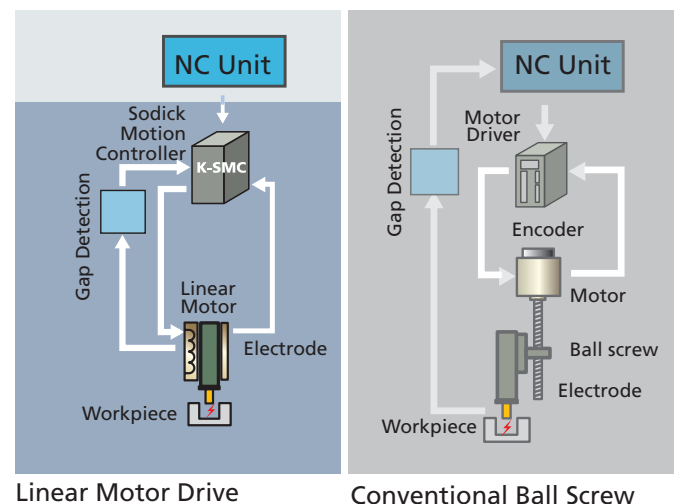 NC Unit
Sodick
Motion
Controller
K-SMC
Gap Detection
Linear
Motor
Electrode
Workpiece
Linear Motor Drive
NC Unit
Motor
Driver
Gap Detection
Encoder
Motor
Ball screw
Electrode
Workpiece
Conventional Ball Screw